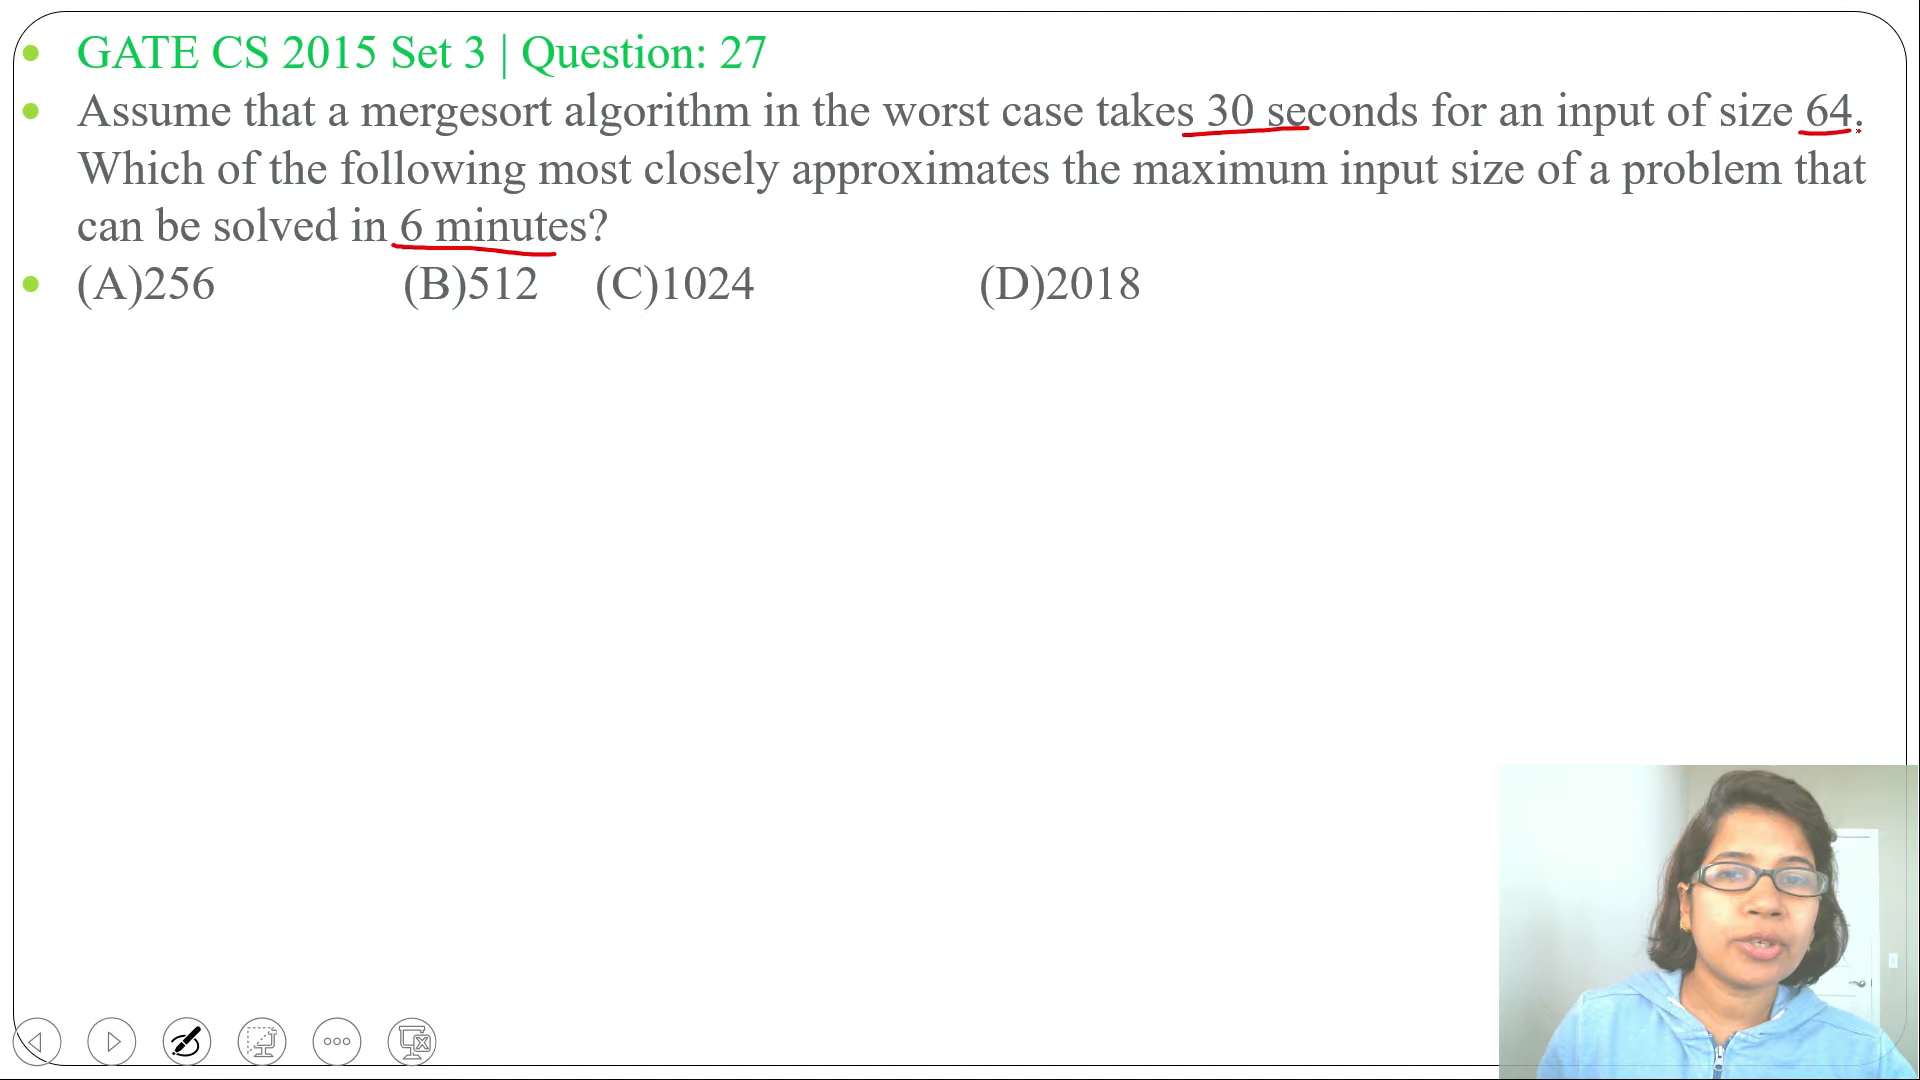 GATE CS 2015 Set 3 | Question: 27
Assume that a mergesort algorithm in the worst case takes 30 seconds for an input of size 64.
Which of the following most closely approximates the maximum input size of a problem that
can be solved in 6 minutes?
(A)256 (B)512 (C)1024 (D)2018